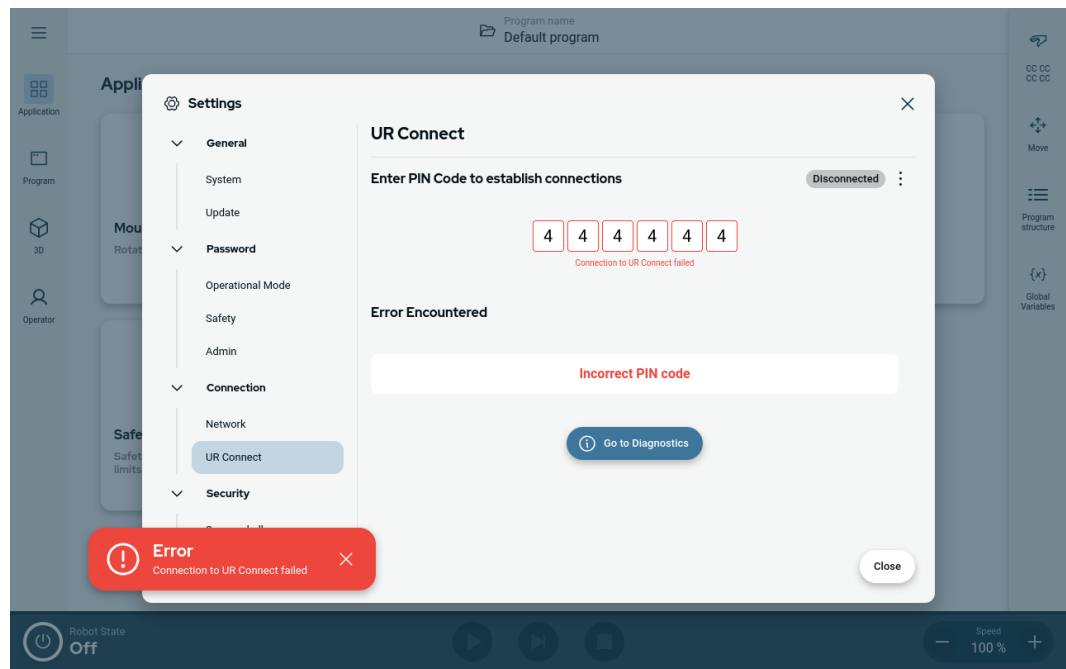 Program name
Default program
Application
Program
3D
Operator
Appli
Mou
Rotat
Safe
Safet
limits
Settings
General
System
Update
Password
Operational Mode
Safety
Admin
Connection
Network
UR Connect
Security
UR Connect
Enter PIN Code to establish connections
Disconnected
4 4 4 4 4 4
Connection to UR Connect failed
Error Encountered
Incorrect PIN code
Go to Diagnostics
Close
Error
Connection to UR Connect failed
CC CC
CC CC
Move
Program
structure
{x}
Global
Variables
Robot State
Off
Speed
100 %